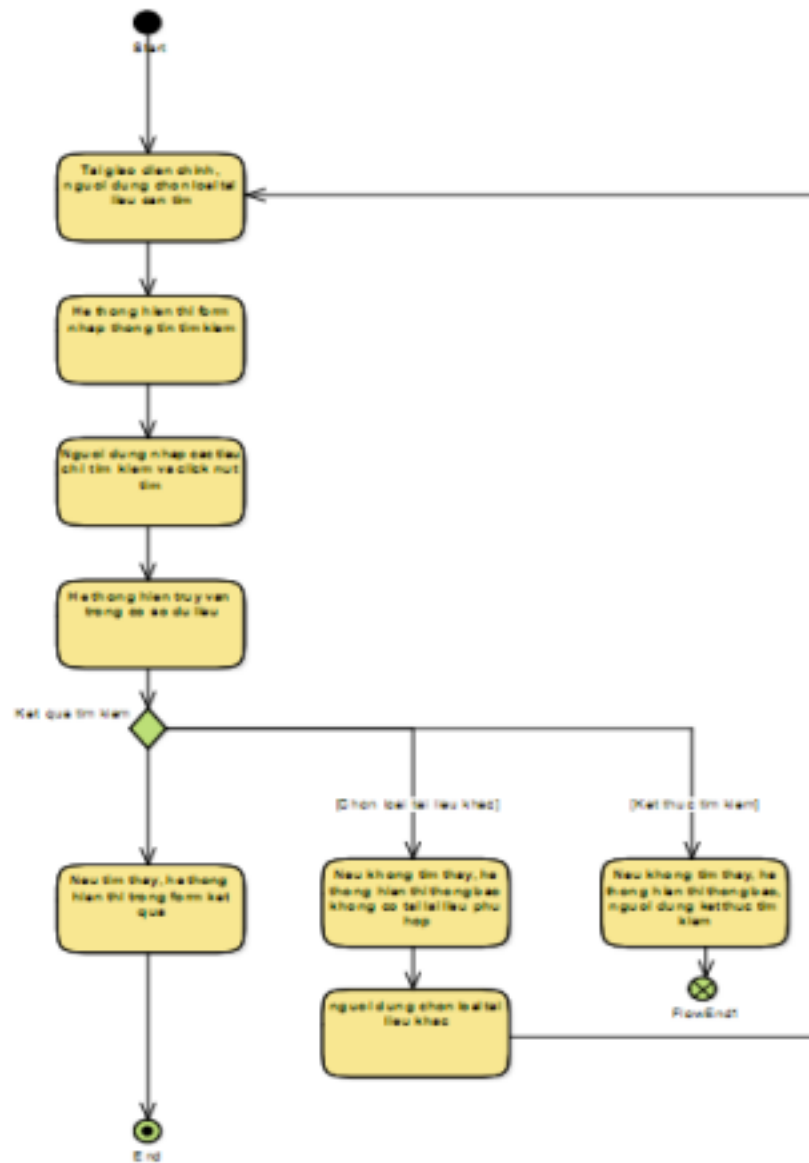 Start
Tai giao dien chinh,
nguoi dung chon loai tai
lieu can tim
He thong hien thi form
nhap thong tin tim kiem
Nguoi dung nhap cac tieu
chi tim kiem va click nut
tim
He thong hien truy van
trong co so du lieu
Ket qua tim kiem
[Chon loai tai lieu khac]
[Ket thuc tim kiem]
Neu tim thay, he thong
hien thi trong form ket
qua
Neu khong tim thay, he
thong hien thi thong bao
khong co tai lai lieu phu
hop
Neu khong tim thay, he
thong hien thi thong bao,
nguoi dung ket thuc tim
kiem
nguoi dung chon loai tai
lieu khac
FlowEnd1
End